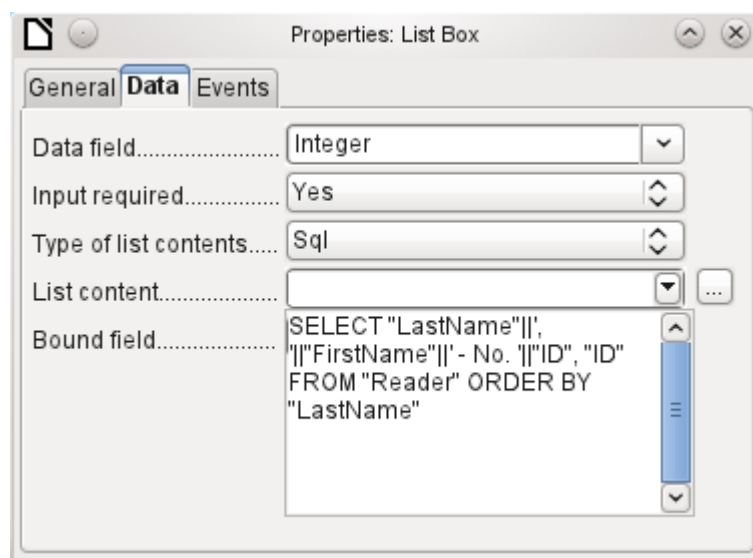 Properties: List Box
General Data Events
Data field........................ Integer
Input required................ Yes
Type of list contents..... Sql
List content.................... ...
Bound field....................
SELECT "LastName"||',
'||"FirstName"||' - No. '||"ID", "ID"
FROM "Reader" ORDER BY
"LastName"